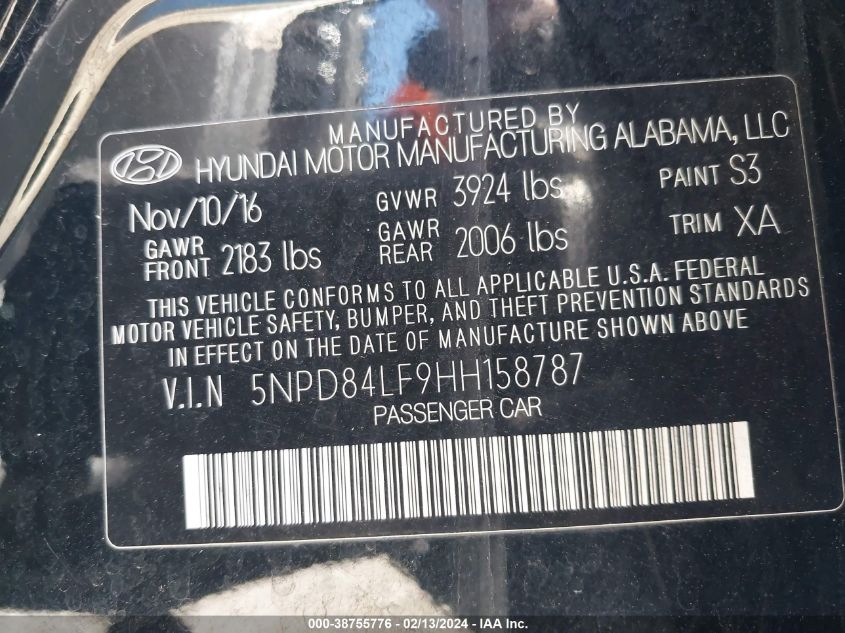 MANUFACTURED BY
HYUNDAI MOTOR MANUFACTURING ALABAMA, LLC
Nov/10/16 GVWR 3924 lbs PAINT S3
GAWR FRONT 2183 lbs GAWR REAR 2006 lbs TRIM XA
THIS VEHICLE CONFORMS TO ALL APPLICABLE U.S.A. FEDERAL
MOTOR VEHICLE SAFETY, BUMPER, AND THEFT PREVENTION STANDARDS
IN EFFECT ON THE DATE OF MANUFACTURE SHOWN ABOVE
V.I.N 5NPD84LF9HH158787
PASSENGER CAR
000-38755776 - 02/13/2024 - IAA Inc.